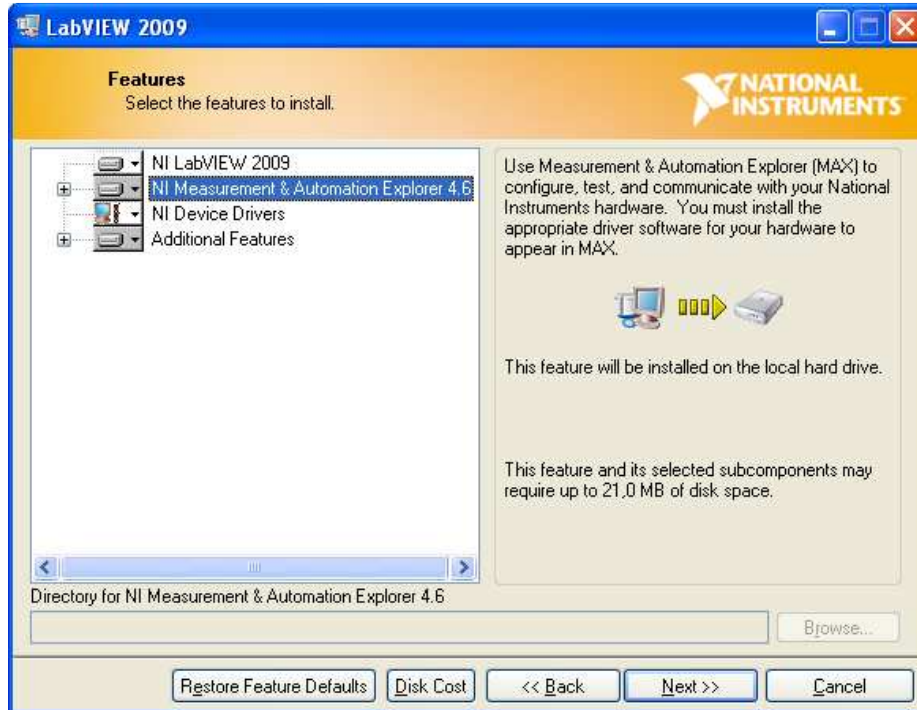 LabVIEW 2009
Features
Select the features to install.
NATIONAL
INSTRUMENTS
NI LabVIEW 2009
NI Measurement & Automation Explorer 4.6
NI Device Drivers
Additional Features
Use Measurement & Automation Explorer (MAX) to
configure, test, and communicate with your National
Instruments hardware. You must install the
appropriate driver software for your hardware to
appear in MAX.
This feature will be installed on the local hard drive.
This feature and its selected subcomponents may
require up to 21,0 MB of disk space.
Directory for NI Measurement & Automation Explorer 4.6
Browse...
Restore Feature Defaults
Disk Cost
<< Back
Next >>
Cancel